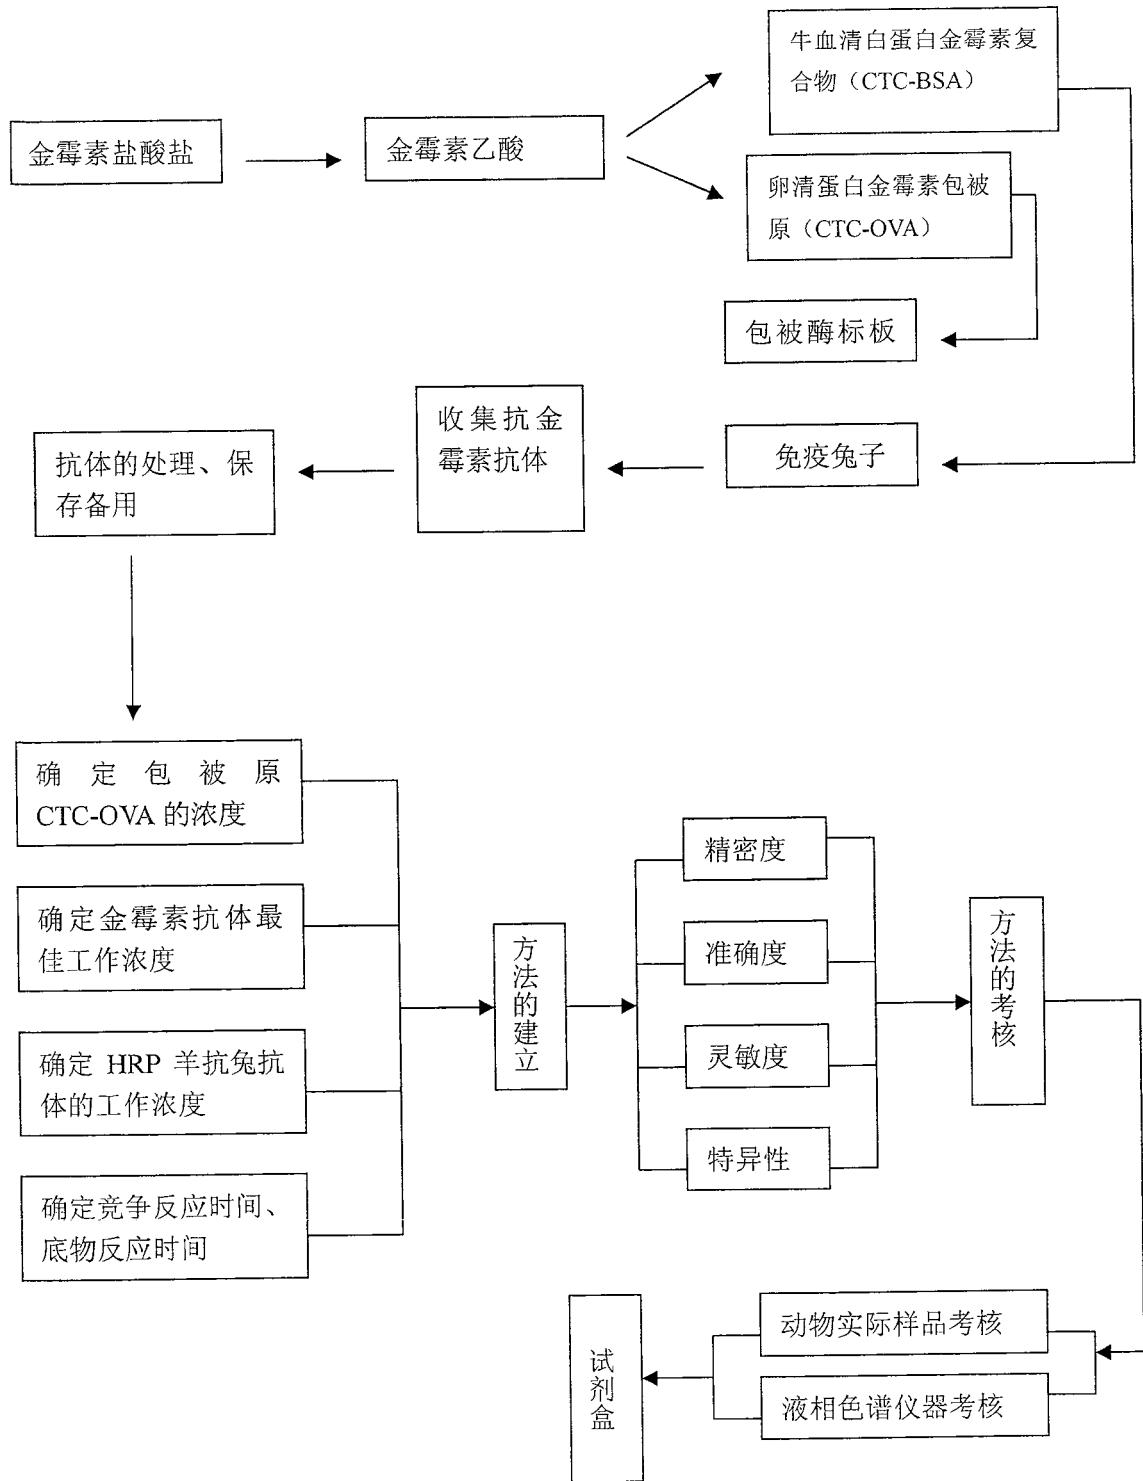 牛血清白蛋白金霉素复
合物（CTC-BSA）
金霉素盐酸盐
金霉素乙酸
卵清蛋白金霉素包被
原（CTC-OVA）
包被酶标板
收集抗金
霉素抗体
免疫兔子
抗体的处理、保
存备用
确定包被原
CTC-OVA 的浓度
确定金霉素抗体最
佳工作浓度
确定 HRP 羊抗兔抗
体的工作浓度
确定竞争反应时间、
底物反应时间
方法的建立
精密度
准确度
灵敏度
特异性
方法的考核
动物实际样品考核
液相色谱仪器考核
试剂盒